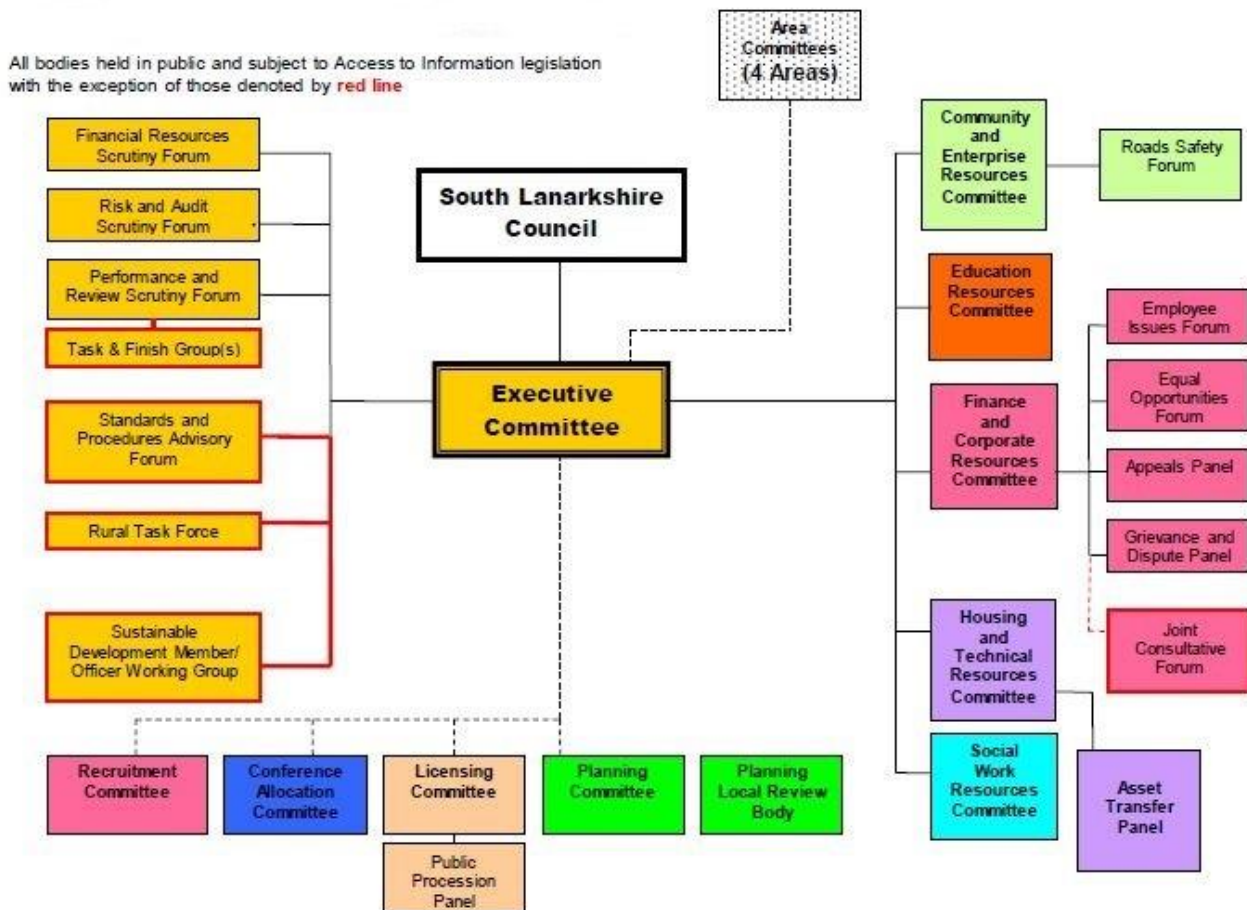 All bodies held in public and subject to Access to Information legislation
with the exception of those denoted by red line
Area
Committees
(4 Areas)
Financial Resources
Scrutiny Forum
Risk and Audit
Scrutiny Forum
Performance and
Review Scrutiny Forum
Task & Finish Group(s)
Standards and
Procedures Advisory
Forum
Rural Task Force
Sustainable
Development Member/
Officer Working Group
South Lanarkshire
Council
Executive
Committee
Community
and
Enterprise
Resources
Committee
Roads Safety
Forum
Education
Resources
Committee
Finance
and
Corporate
Resources
Committee
Employee
Issues Forum
Equal
Opportunities
Forum
Appeals Panel
Grievance and
Dispute Panel
Joint
Consultative
Forum
Housing
and
Technical
Resources
Committee
Social
Work
Resources
Committee
Asset
Transfer
Panel
Recruitment
Committee
Conference
Allocation
Committee
Licensing
Committee
Public
Procession
Panel
Planning
Committee
Planning
Local Review
Body